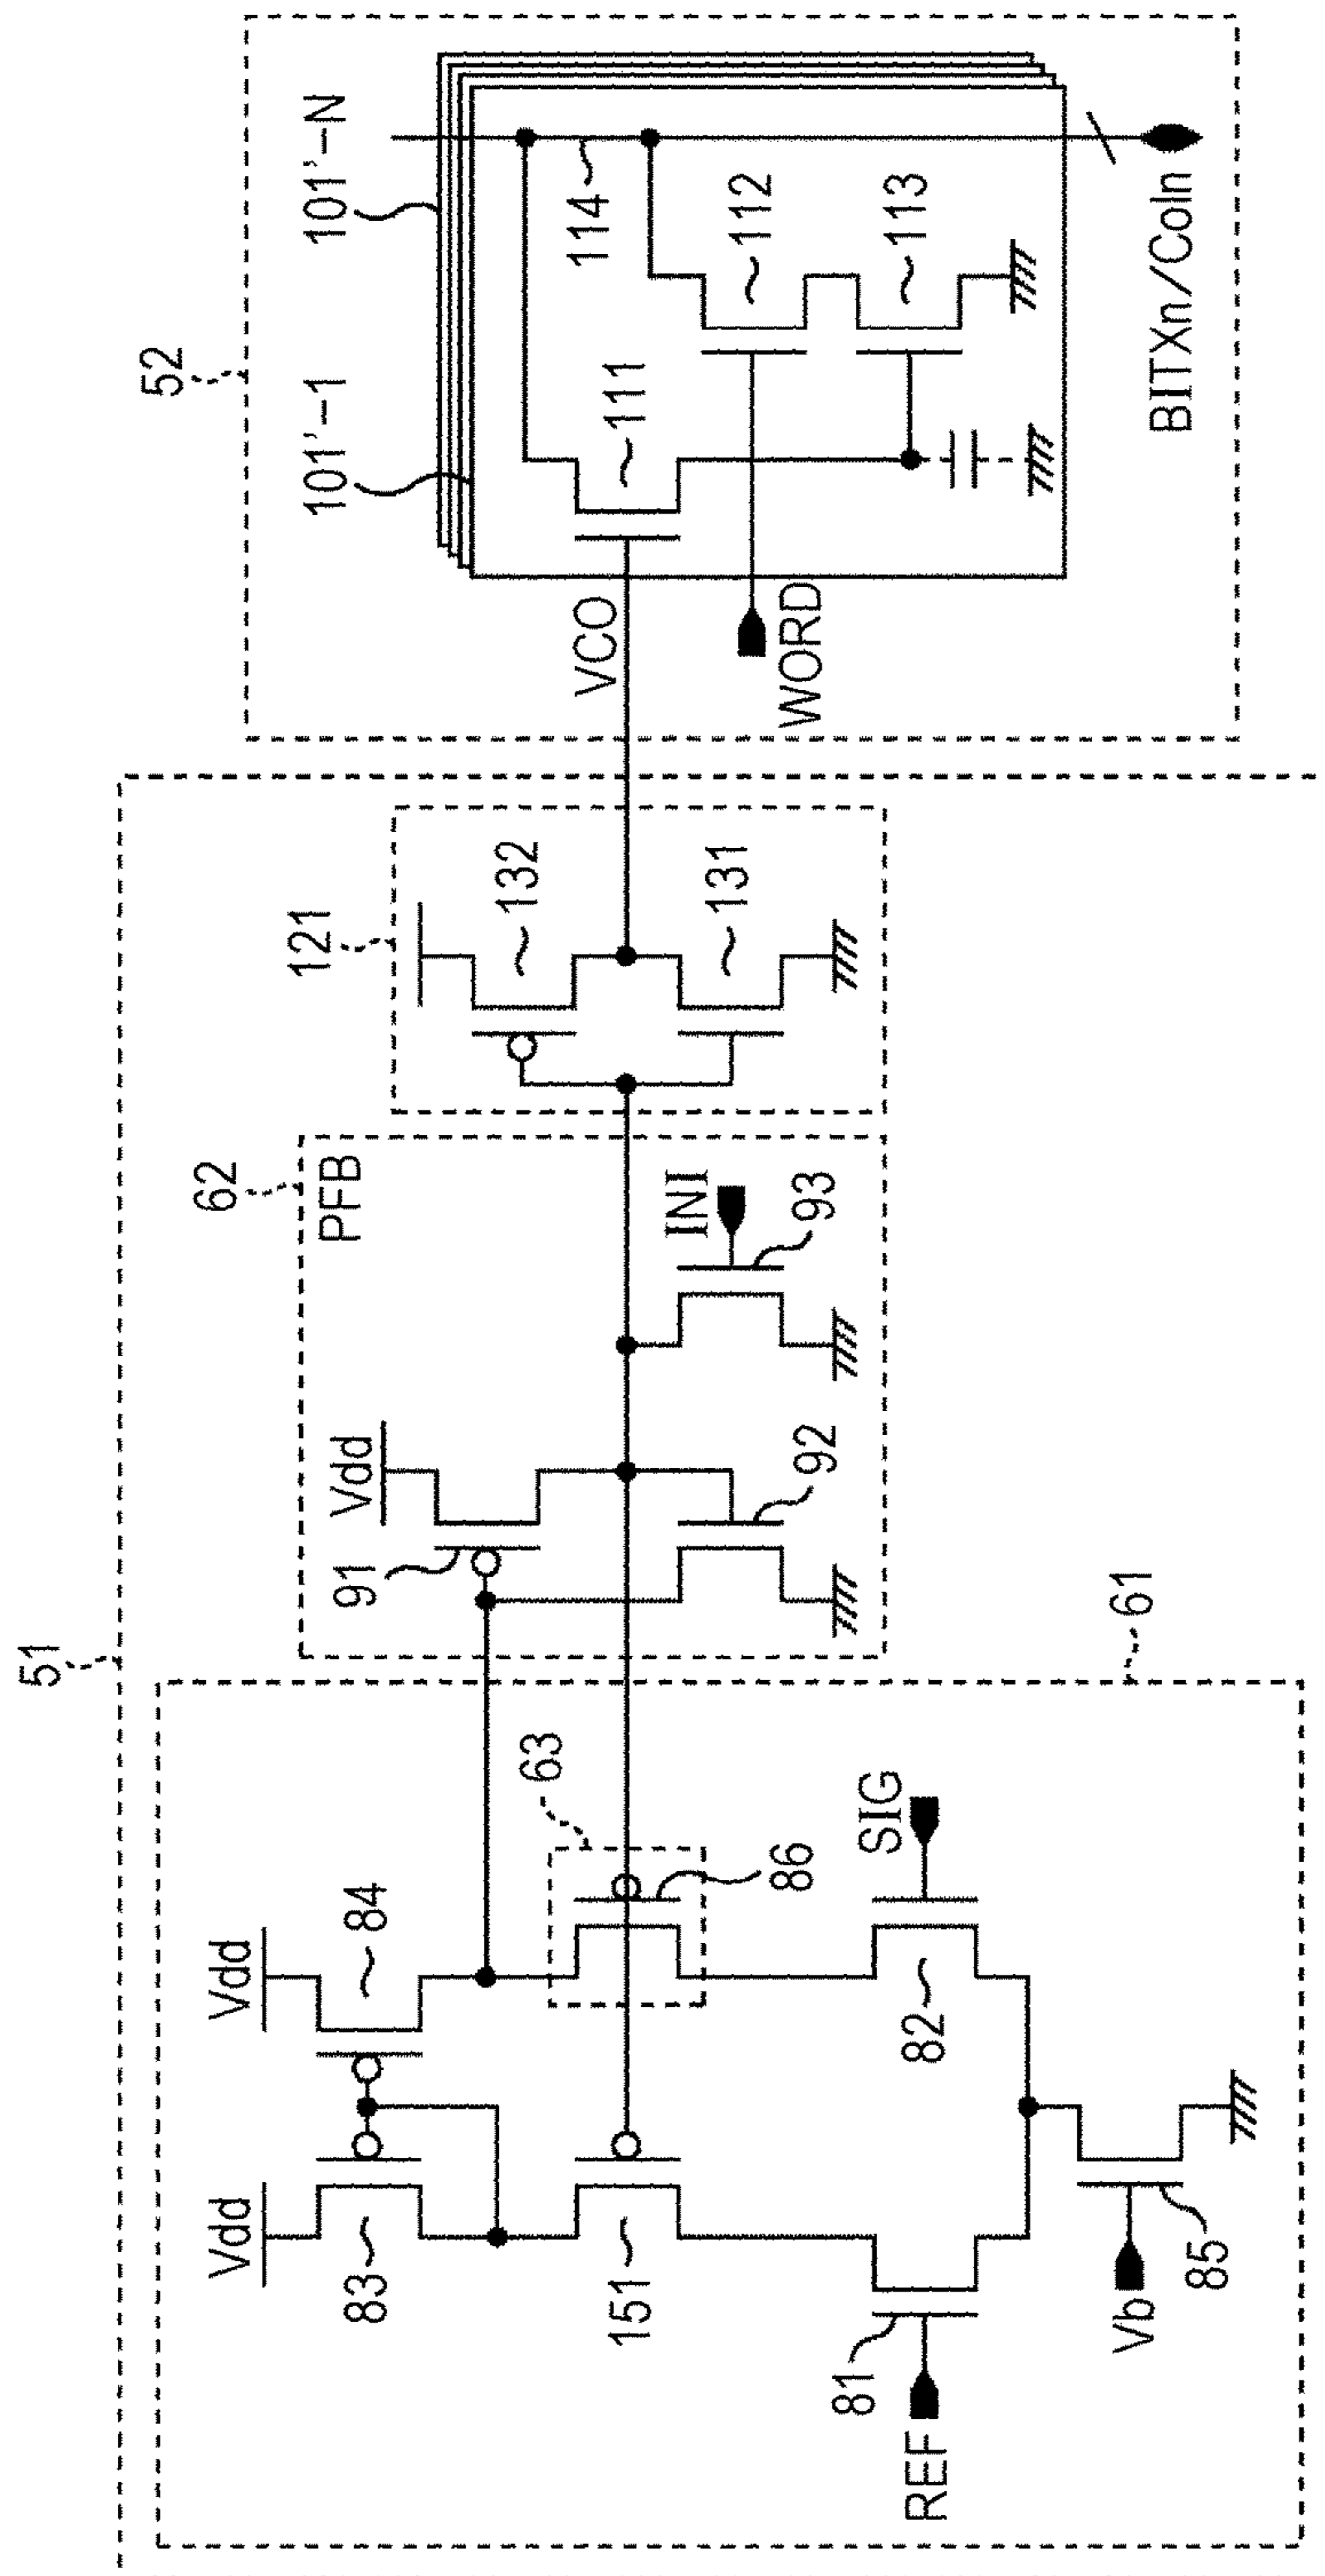 51
61
Vdd
Vdd
83
84
151
63
86
81
REF
82
SIG
Vb
85
62
PFB
Vdd
91
92
INI
93
121
132
131
52
101'-1
101'-N
VCO
WORD
111
114
112
113
BITXn/Coln